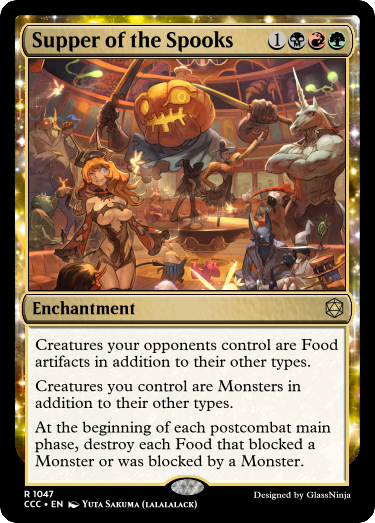 Supper of the Spooks 1
Enchantment
Creatures your opponents control are Food
artifacts in addition to their other types.
Creatures you control are Monsters in
addition to their other types.
At the beginning of each postcombat main
phase, destroy each Food that blocked a
Monster or was blocked by a Monster.
R 1047
CCC • EN Yuta Sakuma (lalalalack) Designed by GlassNinja